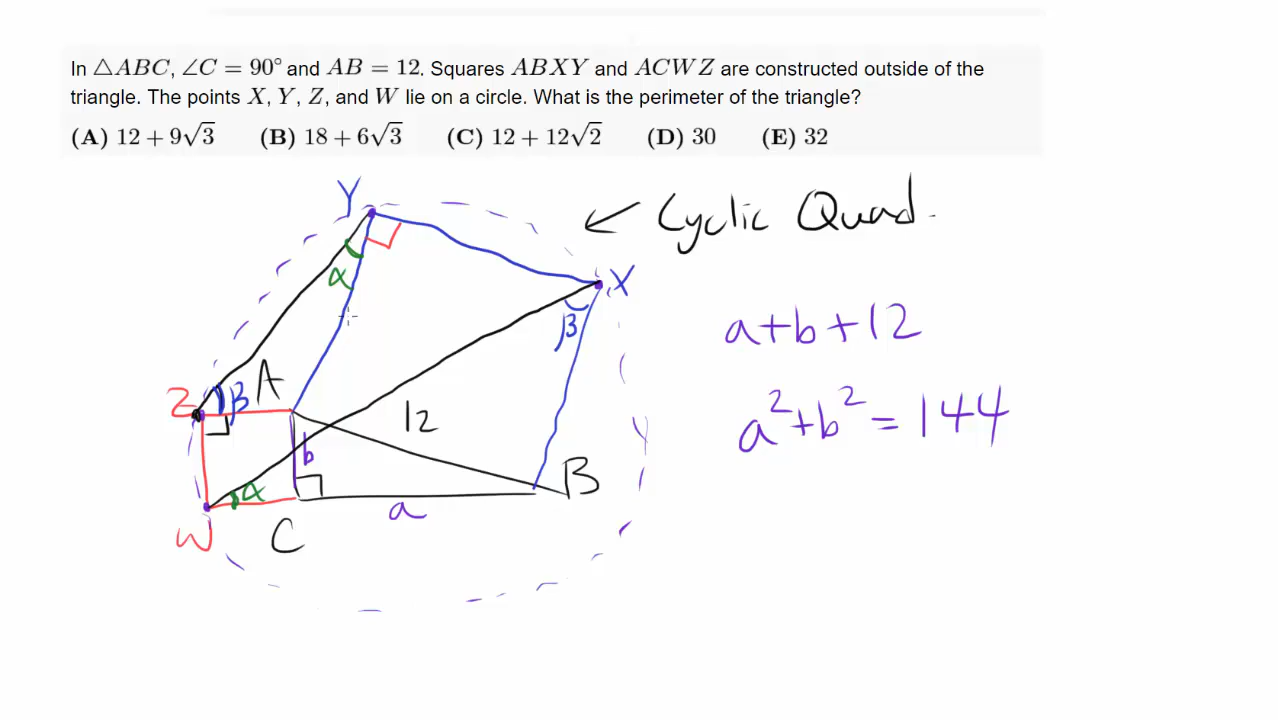 In △ABC, ∠C = 90° and AB = 12. Squares ABXY and ACWZ are constructed outside of the
triangle. The points X, Y, Z, and W lie on a circle. What is the perimeter of the triangle?
(A) 12 + 9√3 (B) 18 + 6√3 (C) 12 + 12√2 (D) 30 (E) 32
Y
← Cyclic Quad.
α
X
β
a+b+12
Z
β
A
12
a²+b² = 144
b
α
B
W
C
a